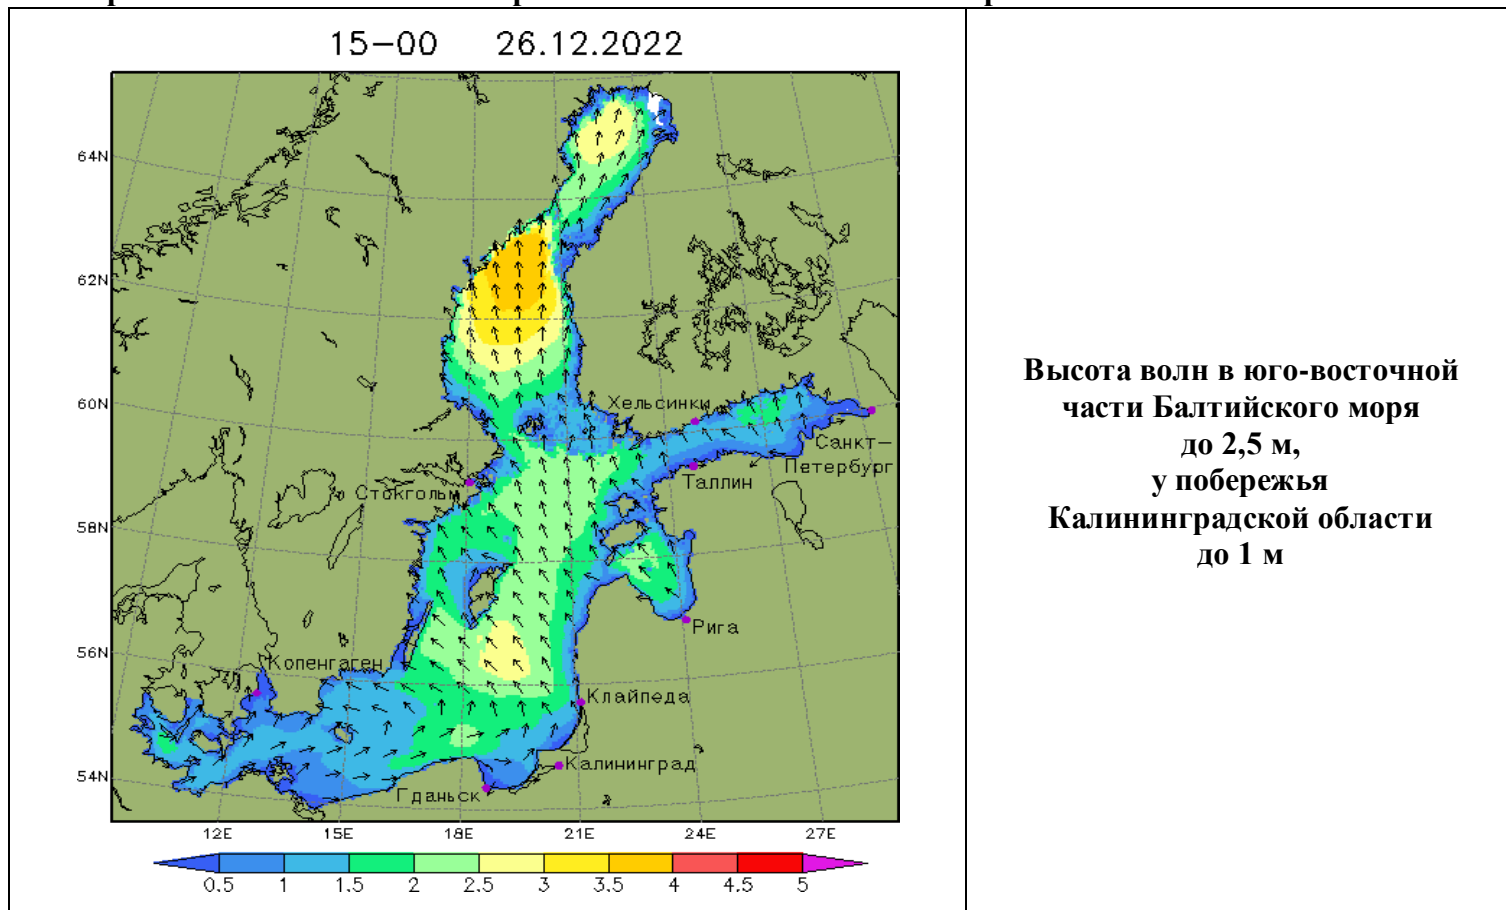 15-00 26.12.2022
64N
62N
60N
58N
56N
54N
Хельсинки
Санкт-
Петербург
Таллин
Стокгольм
Рига
Копенгаген
Клайпеда
Калининград
Гданьск
12E 15E 18E 21E 24E 27E
0.5 1 1.5 2 2.5 3 3.5 4 4.5 5
Высота волн в юго-восточной
части Балтийского моря
до 2,5 м,
у побережья
Калининградской области
до 1 м